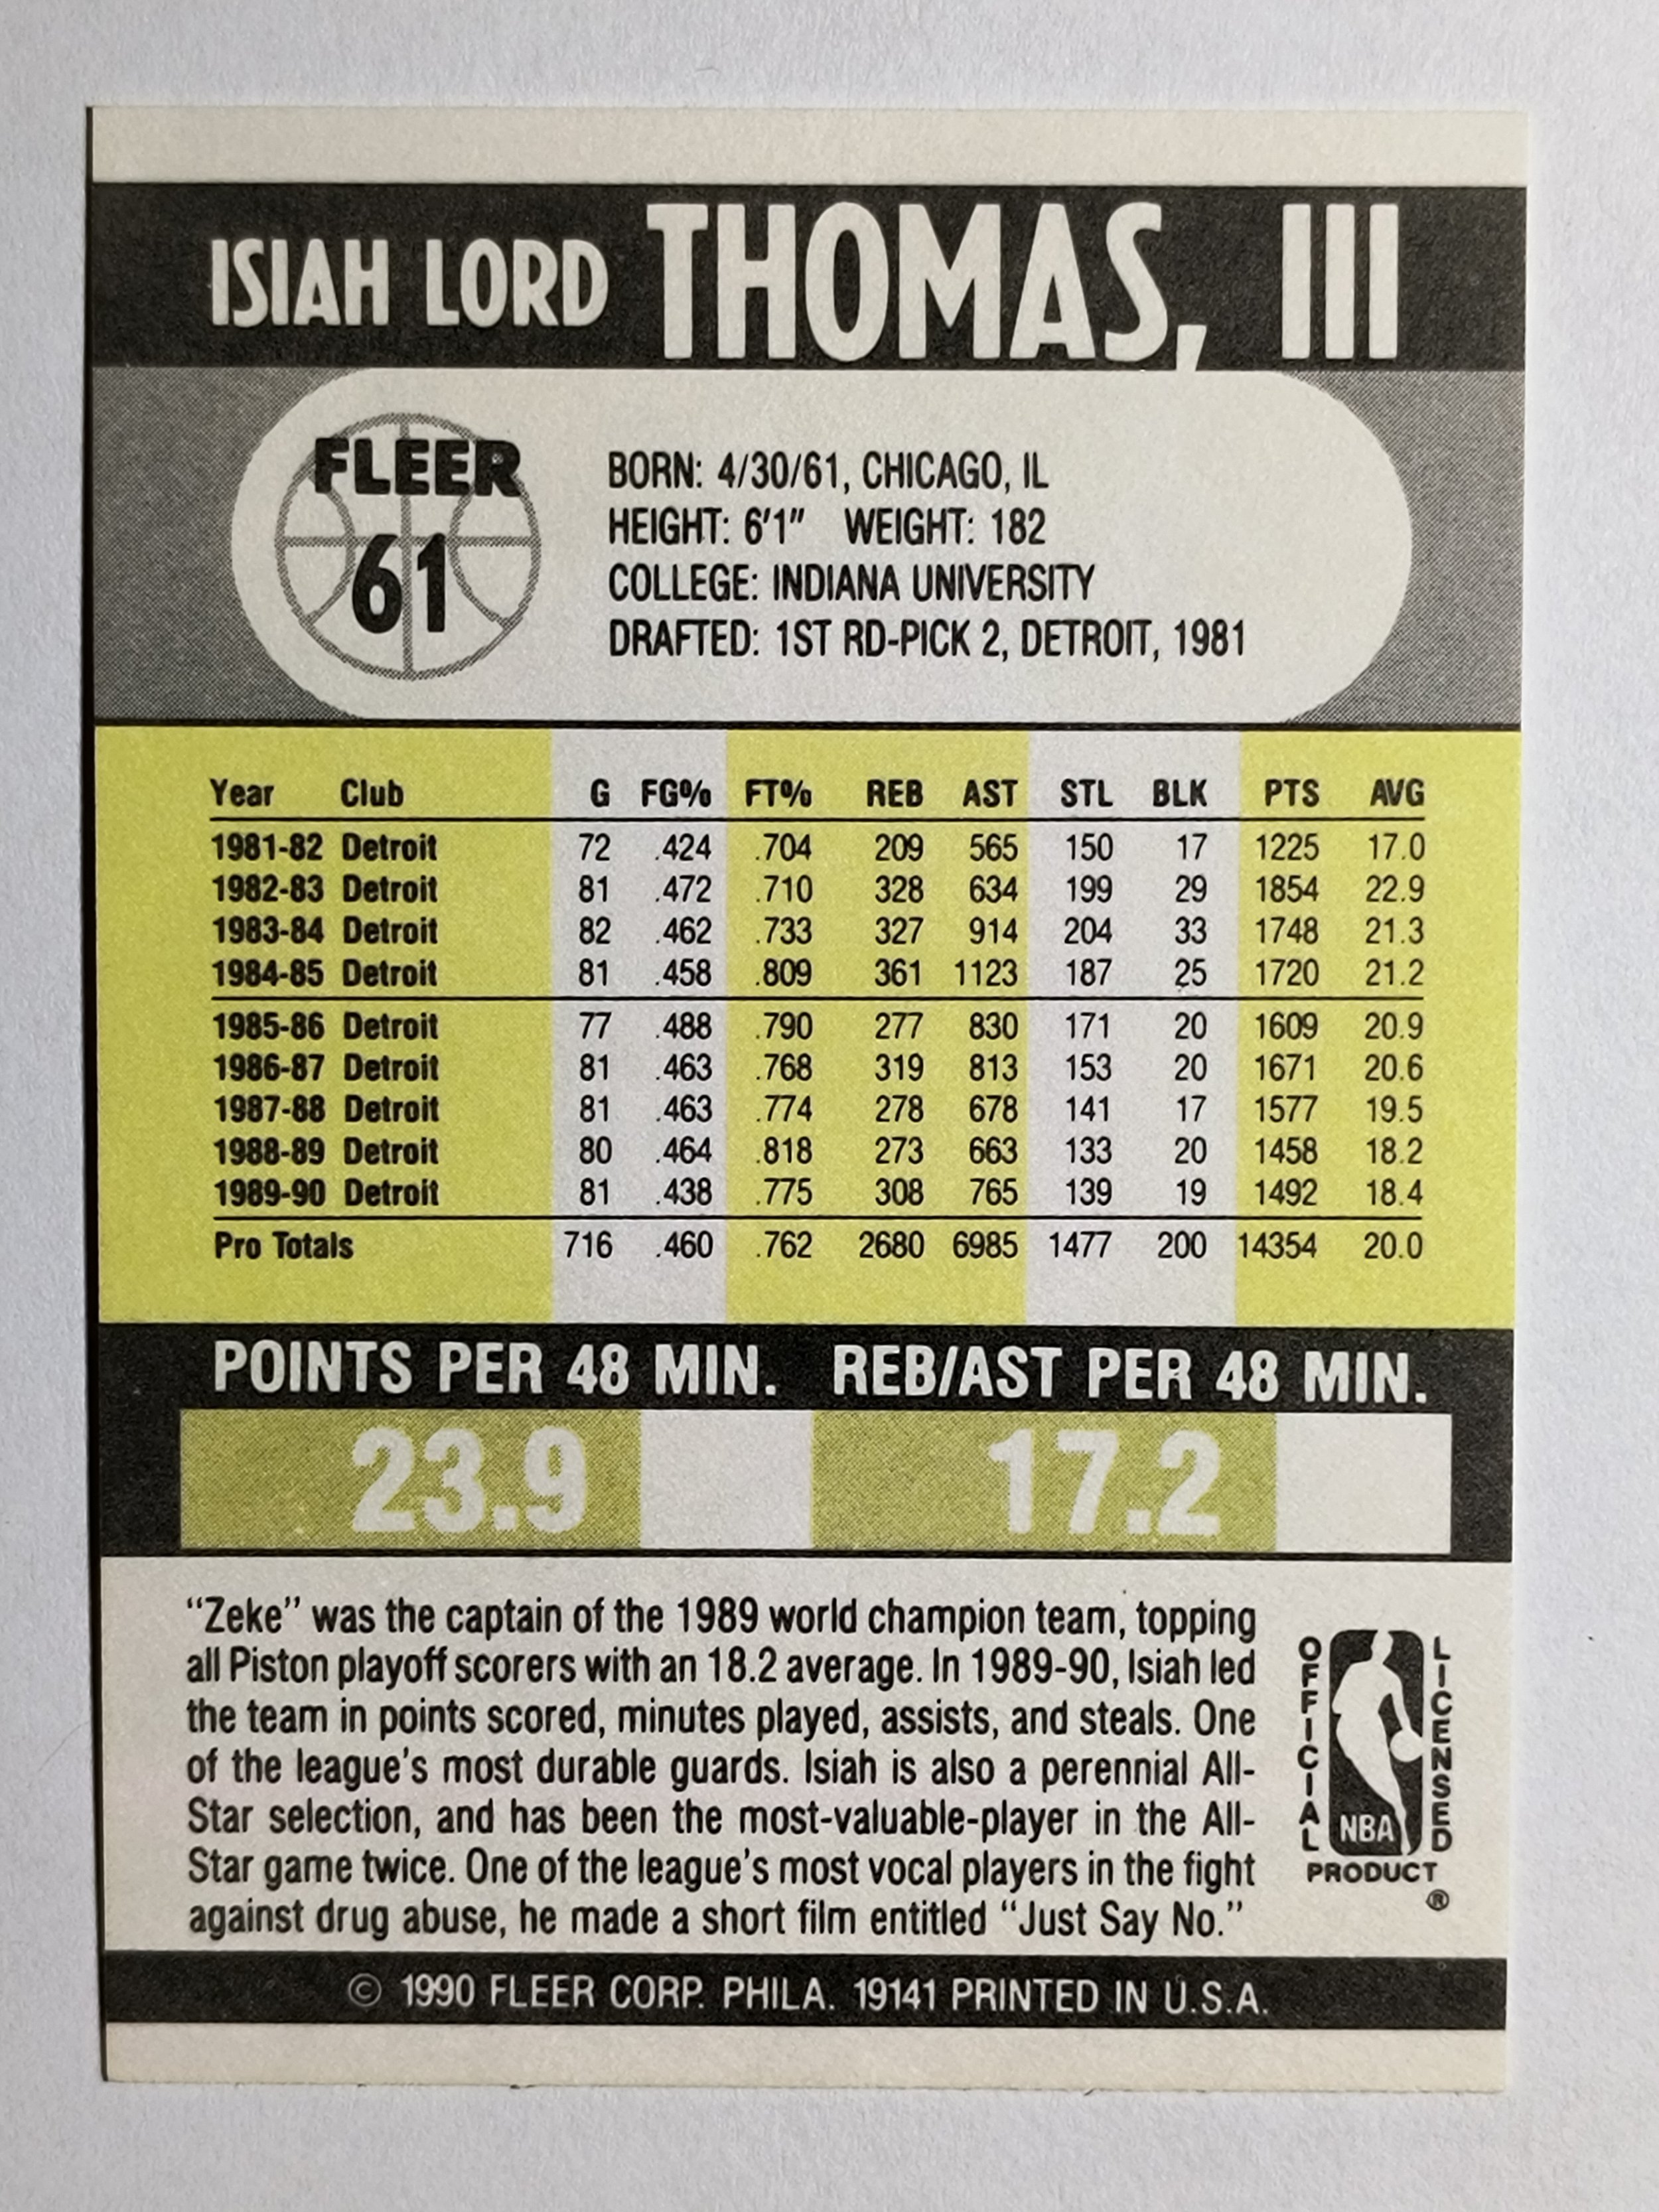 ISIAH LORD THOMAS, III
FLEER
61
BORN: 4/30/61, CHICAGO, IL
HEIGHT: 6'1" WEIGHT: 182
COLLEGE: INDIANA UNIVERSITY
DRAFTED: 1ST RD-PICK 2, DETROIT, 1981
Year Club G FG% FT% REB AST STL BLK PTS AVG
1981-82 Detroit 72 .424 .704 209 565 150 17 1225 17.0
1982-83 Detroit 81 .472 .710 328 634 199 29 1854 22.9
1983-84 Detroit 82 .462 .733 327 914 204 33 1748 21.3
1984-85 Detroit 81 .458 .809 361 1123 187 25 1720 21.2
1985-86 Detroit 77 .488 .790 277 830 171 20 1609 20.9
1986-87 Detroit 81 .463 .768 319 813 153 20 1671 20.6
1987-88 Detroit 81 .463 .774 278 678 141 17 1577 19.5
1988-89 Detroit 80 .464 .818 273 663 133 20 1458 18.2
1989-90 Detroit 81 .438 .775 308 765 139 19 1492 18.4
Pro Totals 716 .460 .762 2680 6985 1477 200 14354 20.0
POINTS PER 48 MIN. REB/AST PER 48 MIN.
23.9 17.2
"Zeke" was the captain of the 1989 world champion team, topping
all Piston playoff scorers with an 18.2 average. In 1989-90, Isiah led
the team in points scored, minutes played, assists, and steals. One
of the league's most durable guards. Isiah is also a perennial All-
Star selection, and has been the most-valuable-player in the All-
Star game twice. One of the league's most vocal players in the fight
against drug abuse, he made a short film entitled "Just Say No."
OFFICIAL
LICENSED
NBA
PRODUCT
®
© 1990 FLEER CORP. PHILA. 19141 PRINTED IN U.S.A.